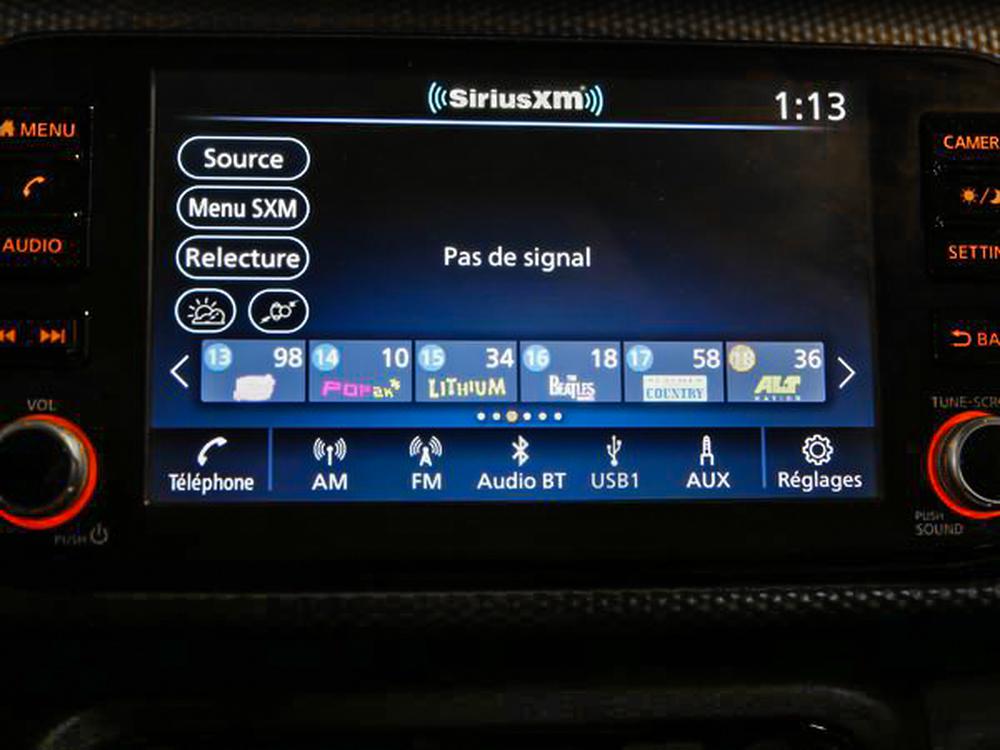 SiriusXM
1:13
MENU
AUDIO
VOL
PUSH
Source
Menu SXM
Relecture
Pas de signal
13 98
14 10
15 34
16 18
17 58
18 36
LITHIUM
THE BEATLES
COUNTRY
ALT NATION
Téléphone
AM
FM
Audio BT
USB1
AUX
Réglages
CAMER
SETTIN
BA
TUNE-SCRO
PUSH
SOUND